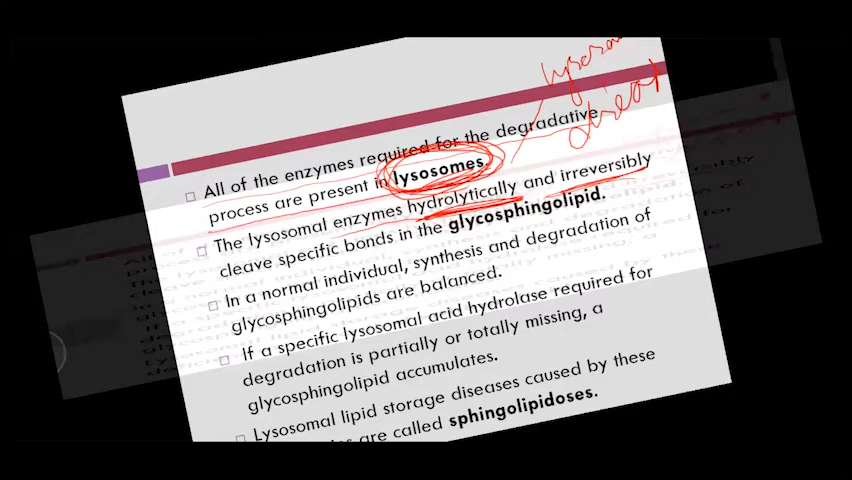 All of the enzymes required for the degradative
process are present in lysosomes.
The lysosomal enzymes hydrolytically and irreversibly
cleave specific bonds in the glycosphingolipid.
In a normal individual, synthesis and degradation of
glycosphingolipids are balanced.
If a specific lysosomal acid hydrolase required for
degradation is partially or totally missing, a
glycosphingolipid accumulates.
Lysosomal lipid storage diseases caused by these
are called sphingolipidoses.